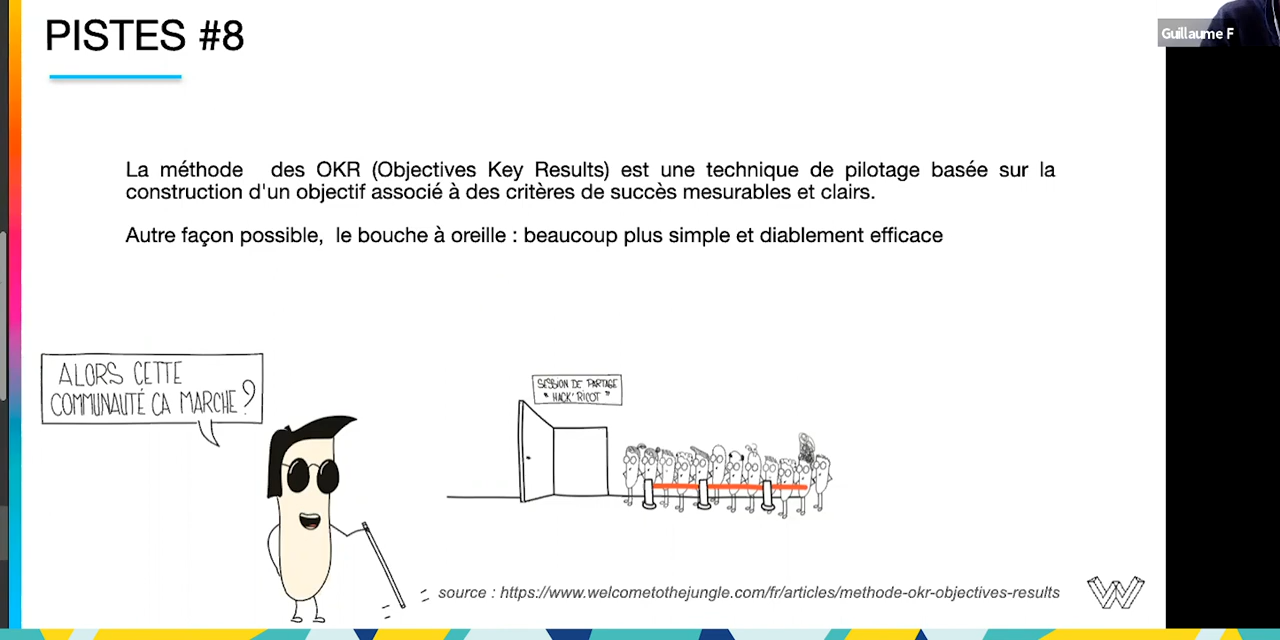 PISTES #8
Guillaume F
La méthode des OKR (Objectives Key Results) est une technique de pilotage basée sur la
construction d'un objectif associé à des critères de succès mesurables et clairs.
Autre façon possible, le bouche à oreille : beaucoup plus simple et diablement efficace
ALORS CETTE
COMMUNAUTÉ CA MARCHE ?
SESSION DE PARTAGE
" HACK'RICOT "
source : https://www.welcometothejungle.com/fr/articles/methode-okr-objectives-results
W